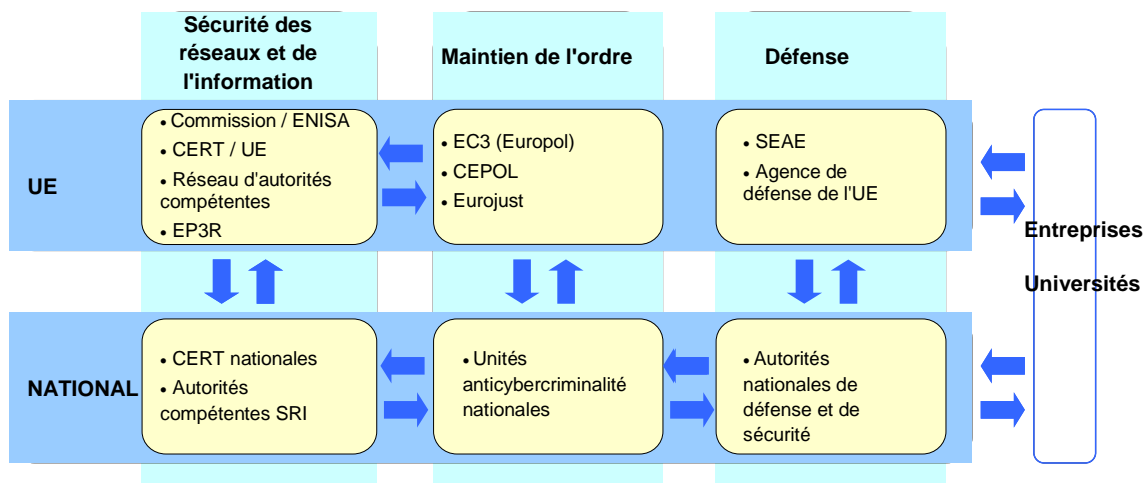 Sécurité des
réseaux et de
l'information
Maintien de l'ordre
Défense
UE
• Commission / ENISA
• CERT / UE
• Réseau d'autorités
compétentes
• EP3R
• EC3 (Europol)
• CEPOL
• Eurojust
• SEAE
• Agence de
défense de l'UE
Entreprises
Universités
NATIONAL
• CERT nationales
• Autorités
compétentes SRI
• Unités
anticybercriminalité
nationales
• Autorités
nationales de
défense et de
sécurité